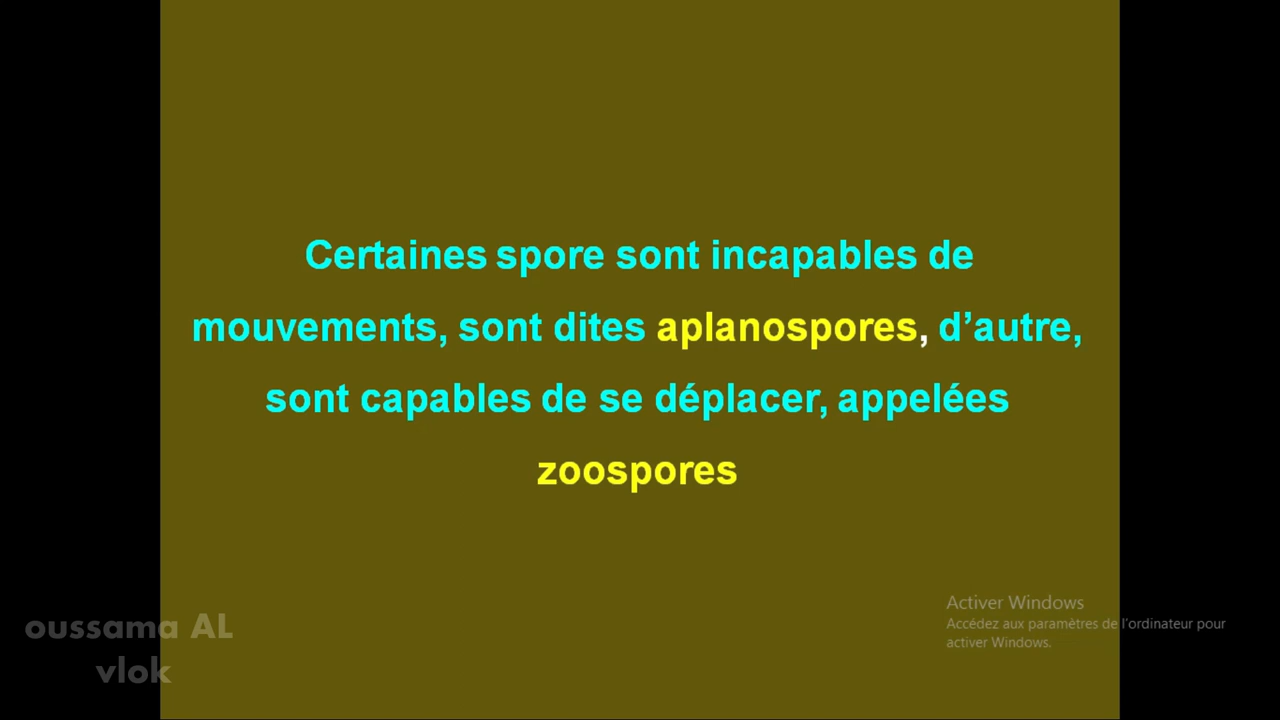 Certaines spore sont incapables de
mouvements, sont dites aplanospores, d’autre,
sont capables de se déplacer, appelées
zoospores
Activer Windows
Accédez aux paramètres de l'ordinateur pour
activer Windows.
oussama AL
vlok